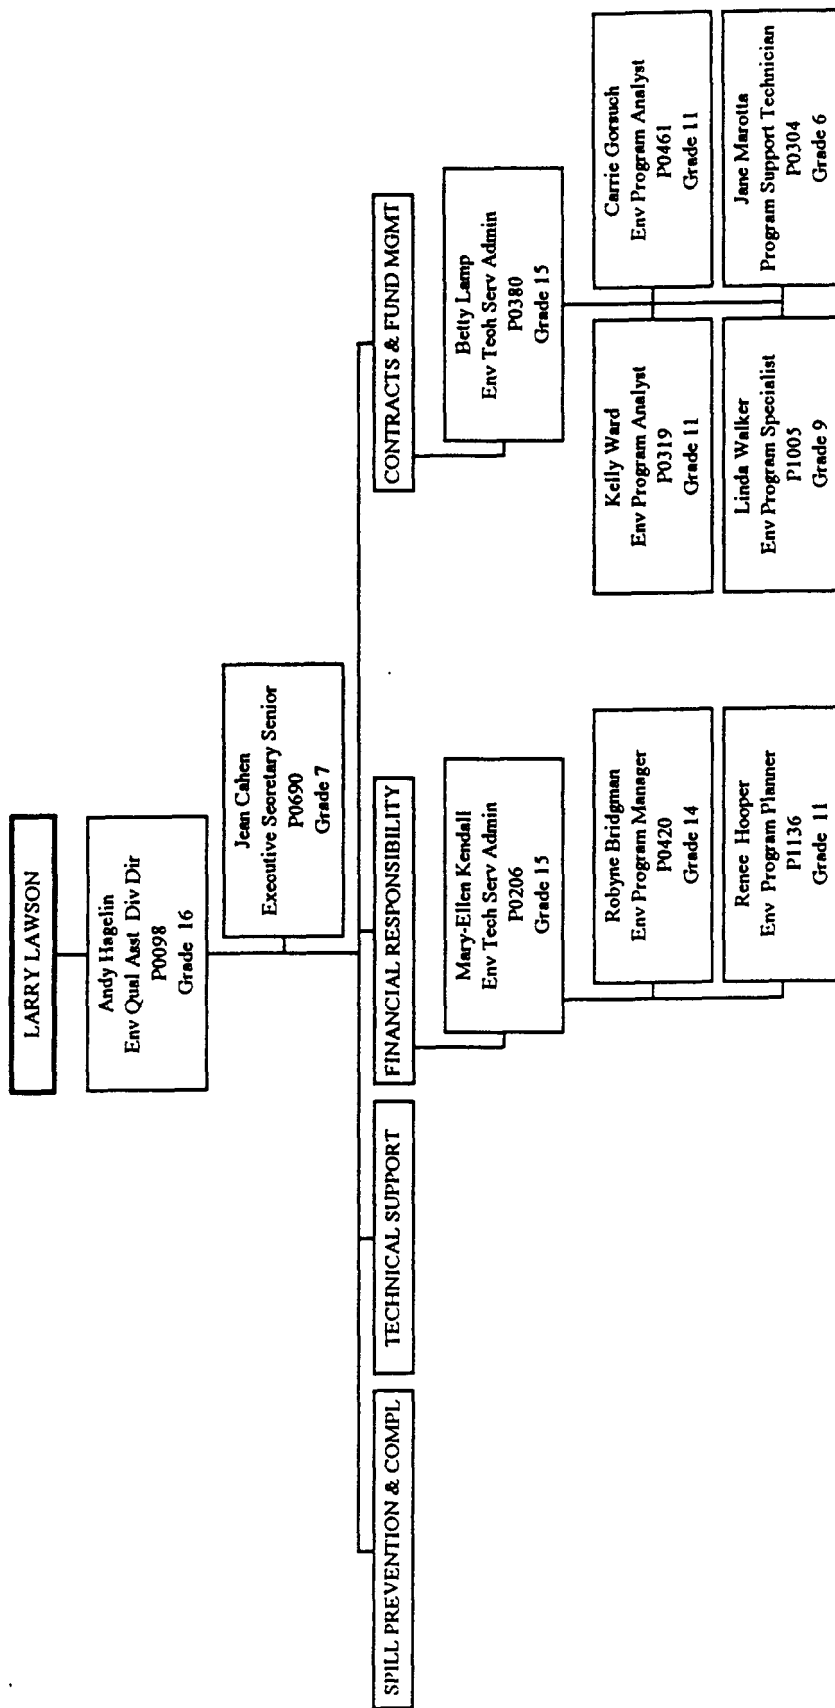 LARRY LAWSON
Andy Hagelin
Env Qual Asst Div Dir
P0098
Grade 16
Jean Cahen
Executive Secretary Senior
P0690
Grade 7
SPILL PREVENTION & COMPL
TECHNICAL SUPPORT
FINANCIAL RESPONSIBILITY
CONTRACTS & FUND MGMT
Mary-Ellen Kendall
Env Tech Serv Admin
P0206
Grade 15
Betty Lamp
Env Tech Serv Admin
P0380
Grade 15
Robyne Bridgman
Env Program Manager
P0420
Grade 14
Kelly Ward
Env Program Analyst
P0319
Grade 11
Carrie Gorsuch
Env Program Analyst
P0461
Grade 11
Renee Hooper
Env Program Planner
P1136
Grade 11
Linda Walker
Env Program Specialist
P1005
Grade 9
Jane Marotta
Program Support Technician
P0304
Grade 6